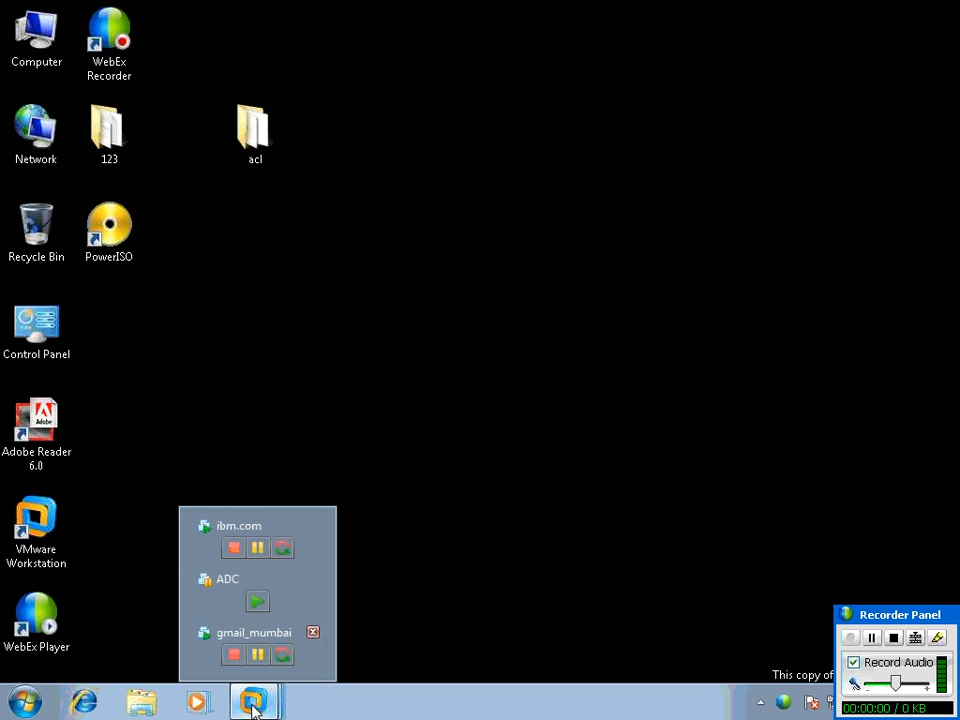 Computer
WebEx
Recorder
Network
123
acl
Recycle Bin
PowerISO
Control Panel
Adobe
Adobe Reader
6.0
VMware
Workstation
WebEx Player
ibm.com
ADC
gmail_mumbai
This copy of
Recorder Panel
Record Audio
00:00:00 / 0 KB